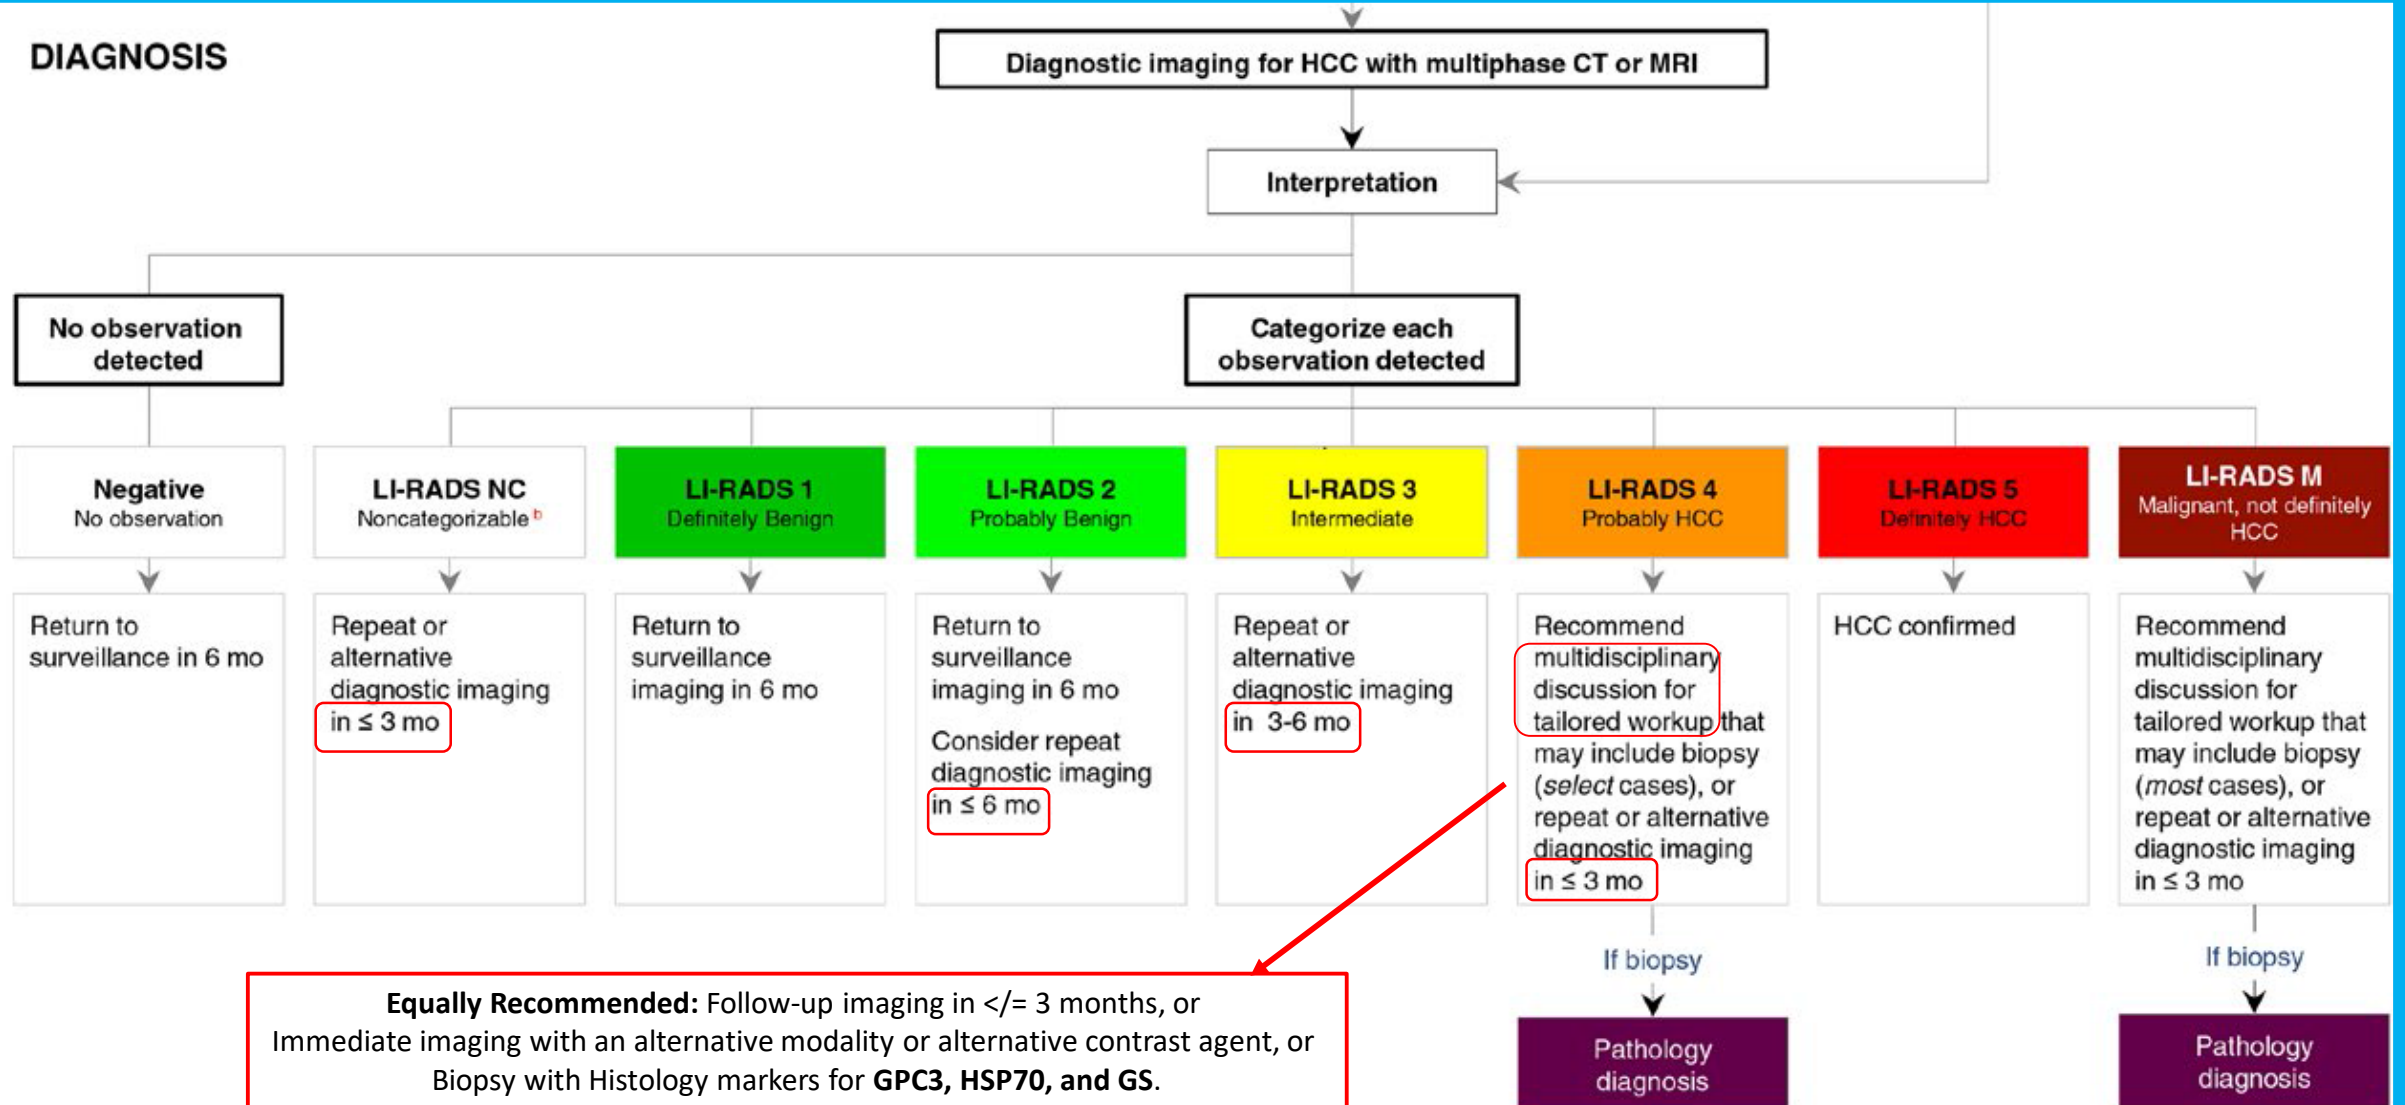 DIAGNOSIS
Diagnostic imaging for HCC with multiphase CT or MRI
Interpretation
No observation
detected
Categorize each
observation detected
Negative
No observation
LI-RADS NC
Noncategorizable b
LI-RADS 1
Definitely Benign
LI-RADS 2
Probably Benign
LI-RADS 3
Intermediate
LI-RADS 4
Probably HCC
LI-RADS 5
Definitely HCC
LI-RADS M
Malignant, not definitely
HCC
Return to
surveillance in 6 mo
Repeat or
alternative
diagnostic imaging
in ≤ 3 mo
Return to
surveillance
imaging in 6 mo
Return to
surveillance
imaging in 6 mo
Consider repeat
diagnostic imaging
in ≤ 6 mo
Repeat or
alternative
diagnostic imaging
in 3-6 mo
Recommend
multidisciplinary
discussion for
tailored workup that
may include biopsy
(select cases), or
repeat or alternative
diagnostic imaging
in ≤ 3 mo
HCC confirmed
Recommend
multidisciplinary
discussion for
tailored workup that
may include biopsy
(most cases), or
repeat or alternative
diagnostic imaging
in ≤ 3 mo
If biopsy
If biopsy
Pathology
diagnosis
Pathology
diagnosis
Equally Recommended: Follow-up imaging in </= 3 months, or
Immediate imaging with an alternative modality or alternative contrast agent, or
Biopsy with Histology markers for GPC3, HSP70, and GS.